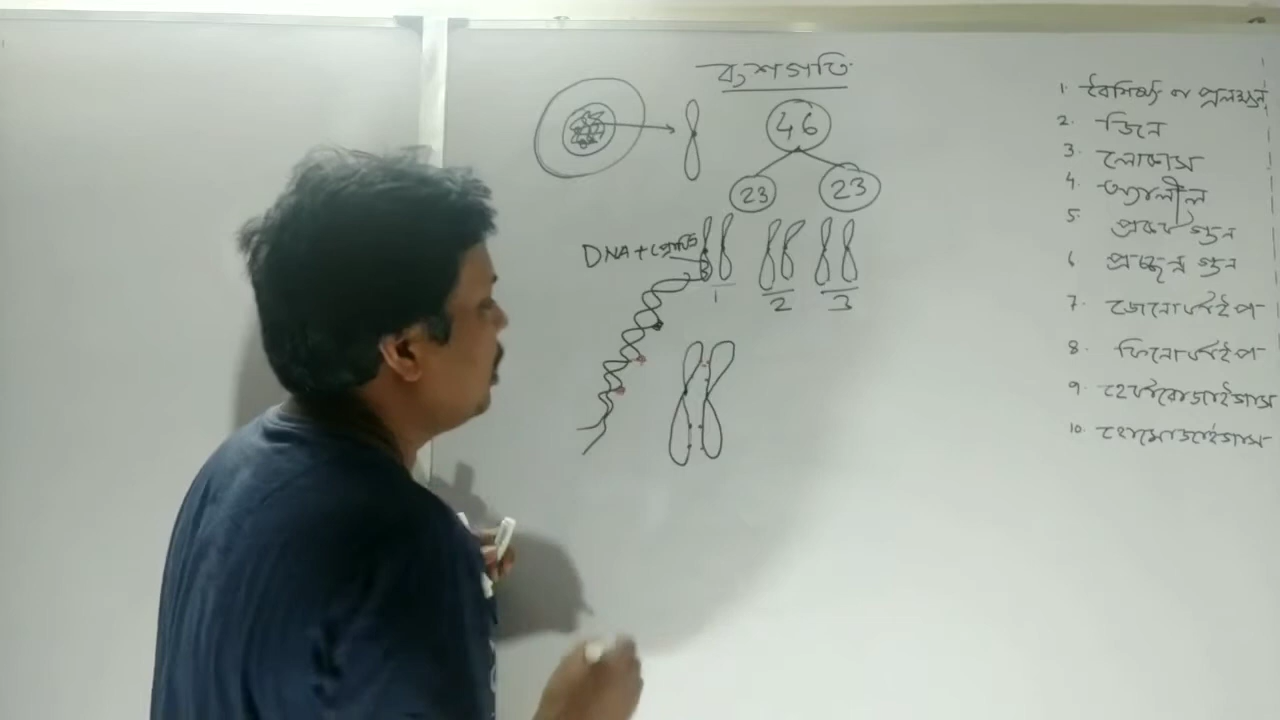 বংশগতি
46
23 23
DNA + প্রোটিন
1 2 3
1. বৈশিষ্ট্য ও প্রলক্ষণ
2. জিন
3. লোকাস
4. অ্যালীল
5. প্রকট গুন
6. প্রচ্ছন্ন গুন
7. জেনোটাইপ
8. ফিনোটাইপ
9. হেটারোজাইগাস
10. হোমোজাইগাস